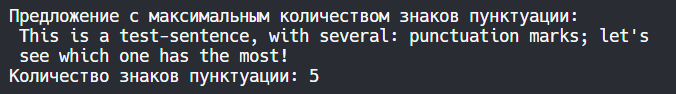 Предложение с максимальным количеством знаков пунктуации:
This is a test-sentence, with several: punctuation marks; let's
see which one has the most!
Количество знаков пунктуации: 5